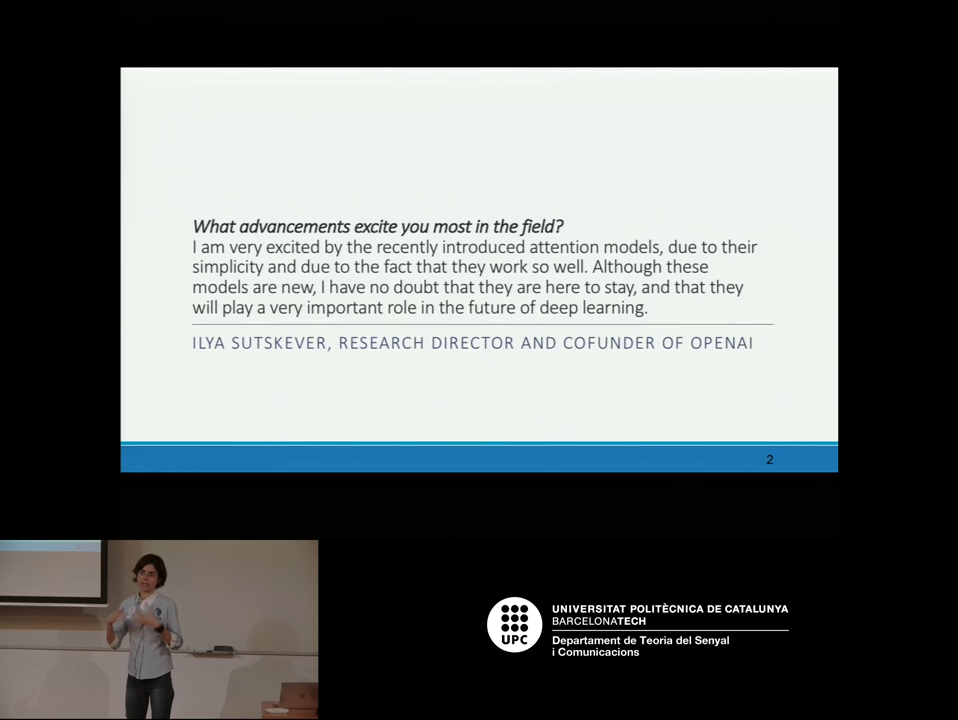 What advancements excite you most in the field?
I am very excited by the recently introduced attention models, due to their
simplicity and due to the fact that they work so well. Although these
models are new, I have no doubt that they are here to stay, and that they
will play a very important role in the future of deep learning.
ILYA SUTSKEVER, RESEARCH DIRECTOR AND COFUNDER OF OPENAI
2
UPC
UNIVERSITAT POLITÈCNICA DE CATALUNYA
BARCELONATECH
Departament de Teoria del Senyal
i Comunicacions